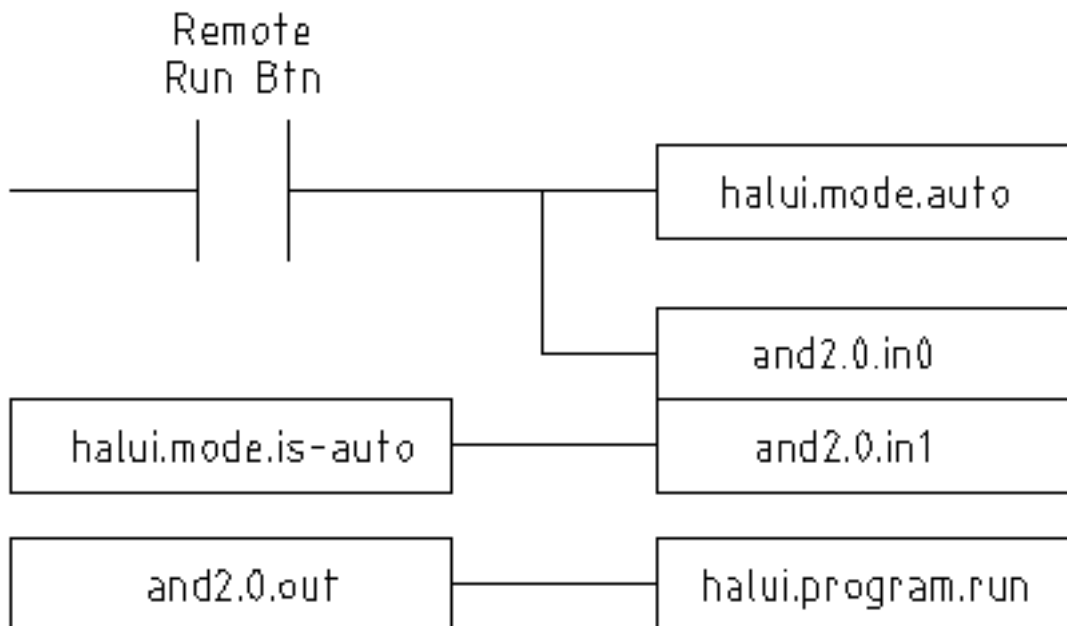 Remote
Run Btn
halui.mode.auto
and2.0.in0
halui.mode.is-auto
and2.0.in1
and2.0.out
halui.program.run